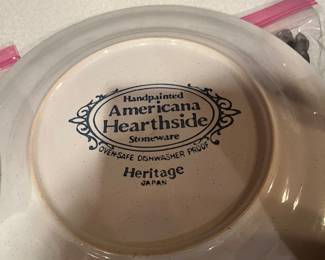 Handpainted
Americana
Hearthside
Stoneware
OVEN-SAFE DISHWASHER PROOF
Heritage
JAPAN